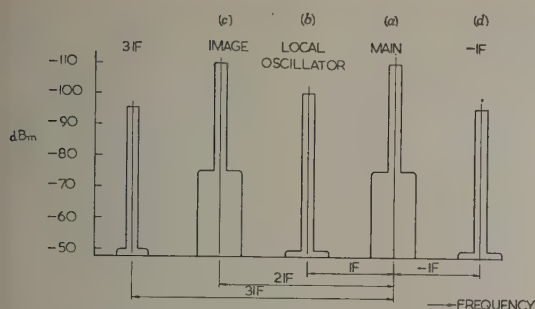 (c) (b) (a) (d)
3IF IMAGE LOCAL OSCILLATOR MAIN -IF
-110
-100
-90
dBm
-80
-70
-60
-50
IF -IF
2IF
3IF
FREQUENCY